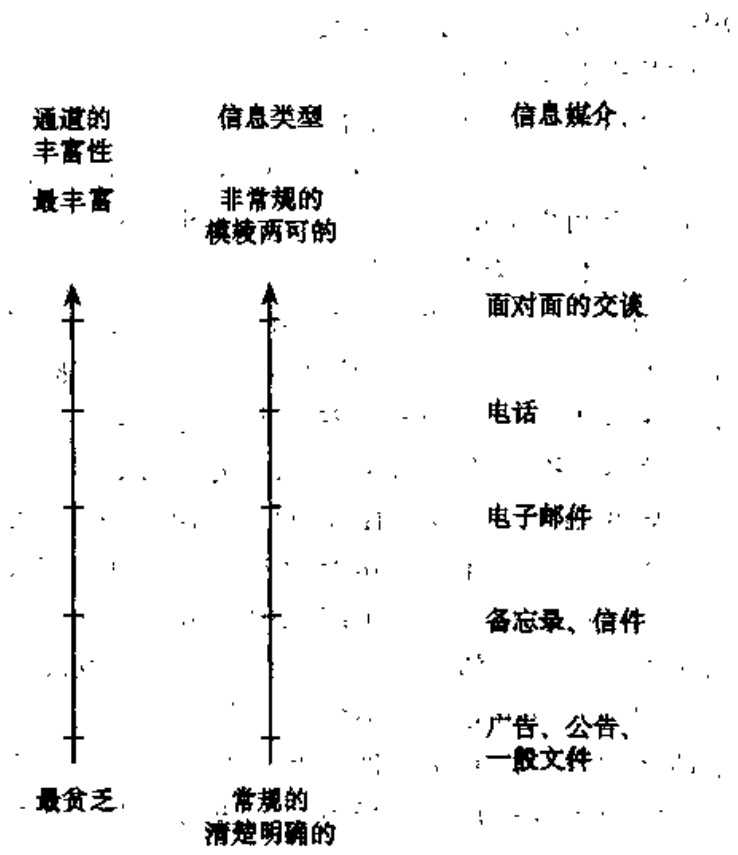 通道的
丰富性
信息类型
信息媒介
最丰富
非常规的
模棱两可的
面对面的交谈
电话
电子邮件
备忘录、信件
广告、公告、
一般文件
最贫乏
常规的
清楚明确的